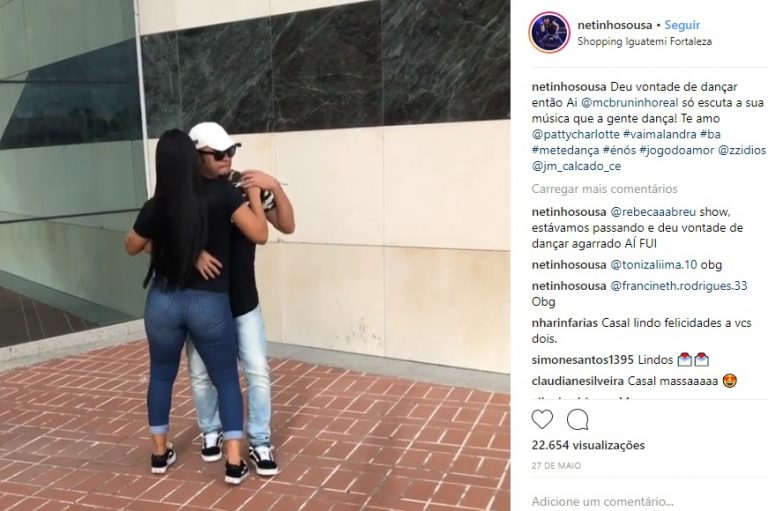 netinhosousa • Seguir
Shopping Iguatemi Fortaleza
netinhosousa Deu vontade de dançar
então Ai @mcbruninhoreal só escuta a sua
música que a gente dança! Te amo
@pattycharlotte #vaimalandra #ba
#metedança #énós #jogodoamor @zzidios
@jm_calcado_ce
Carregar mais comentários
netinhosousa @rebecaaabreu show,
estávamos passando e deu vontade de
dançar agarrado AÍ FUI
netinhosousa @tonizaliima.10 obg
netinhosousa @francineth.rodrigues.33
Obg
nharinfarias Casal lindo felicidades a vcs
dois.
simonesantos1395 Lindos 📩📩
claudianesilveira Casal massaaaaa 🤩
22.654 visualizações
27 DE MAIO
Adicione um comentário...